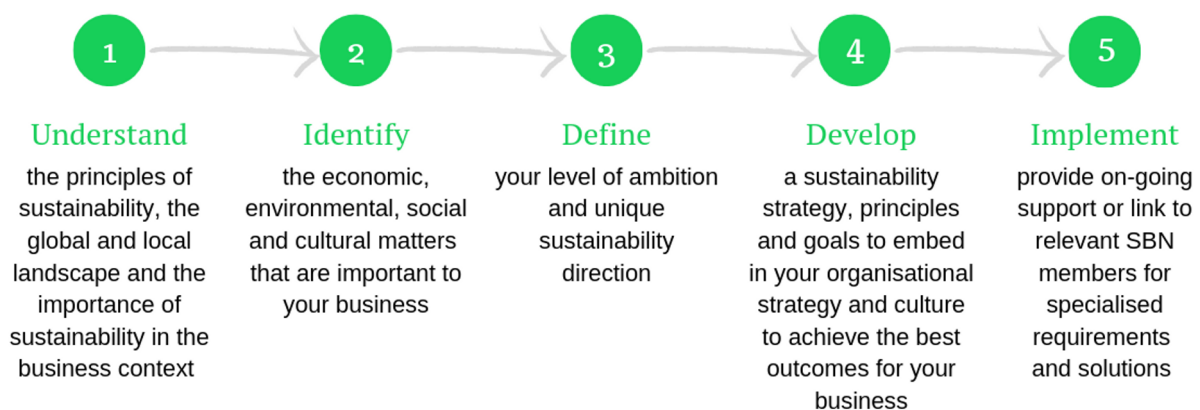 1
2
3
4
5
Understand
the principles of
sustainability, the
global and local
landscape and the
importance of
sustainability in the
business context
Identify
the economic,
environmental, social
and cultural matters
that are important to
your business
Define
your level of ambition
and unique
sustainability
direction
Develop
a sustainability
strategy, principles
and goals to embed
in your organisational
strategy and culture
to achieve the best
outcomes for your
business
Implement
provide on-going
support or link to
relevant SBN
members for
specialised
requirements
and solutions